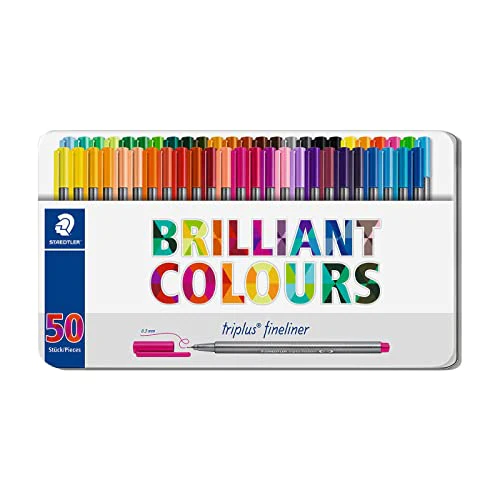 STAEDTLER
BRILLIANT
COLOURS
50
Stück/Pieces
triplus® fineliner
0.3 mm